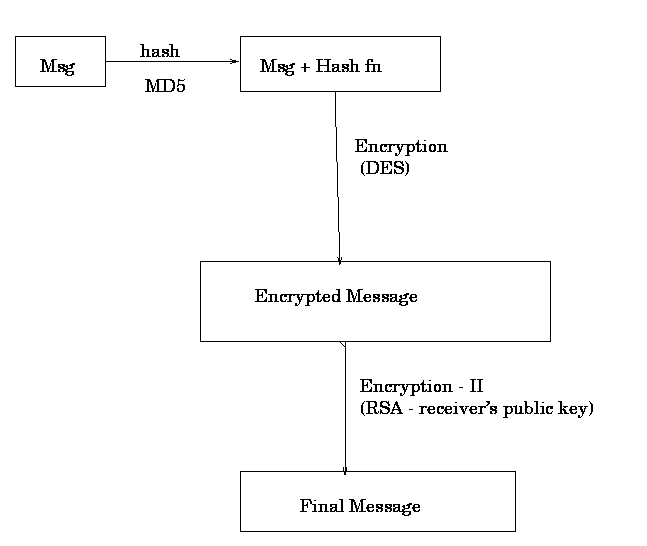 Msg
hash
MD5
Msg + Hash fn
Encryption
(DES)
Encrypted Message
Encryption - II
(RSA - receiver's public key)
Final Message